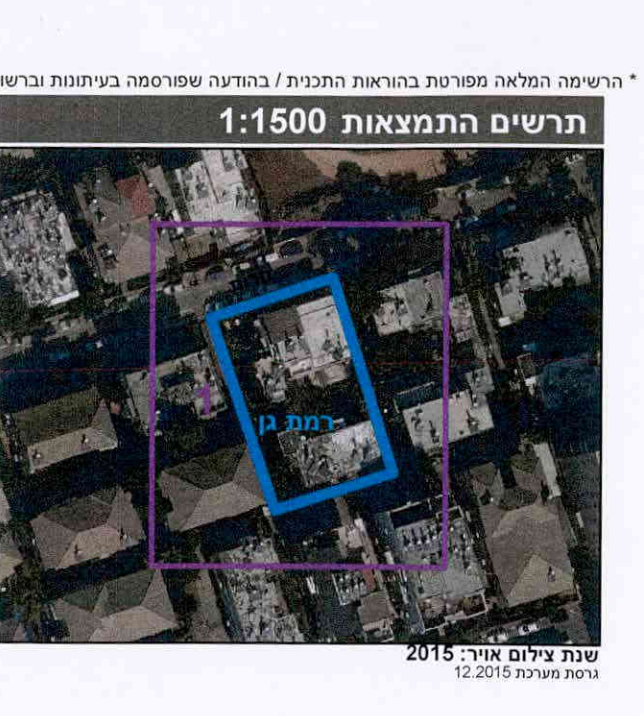 * הרשימה המלאה מפורטת בהוראות התכנית / בהודעה שפורסמה בעיתונות וברשו
תרשים התמצאות 1:1500
1
רמת גן
שנת צילום אויר: 2015
גרסת מערכת 12.2015